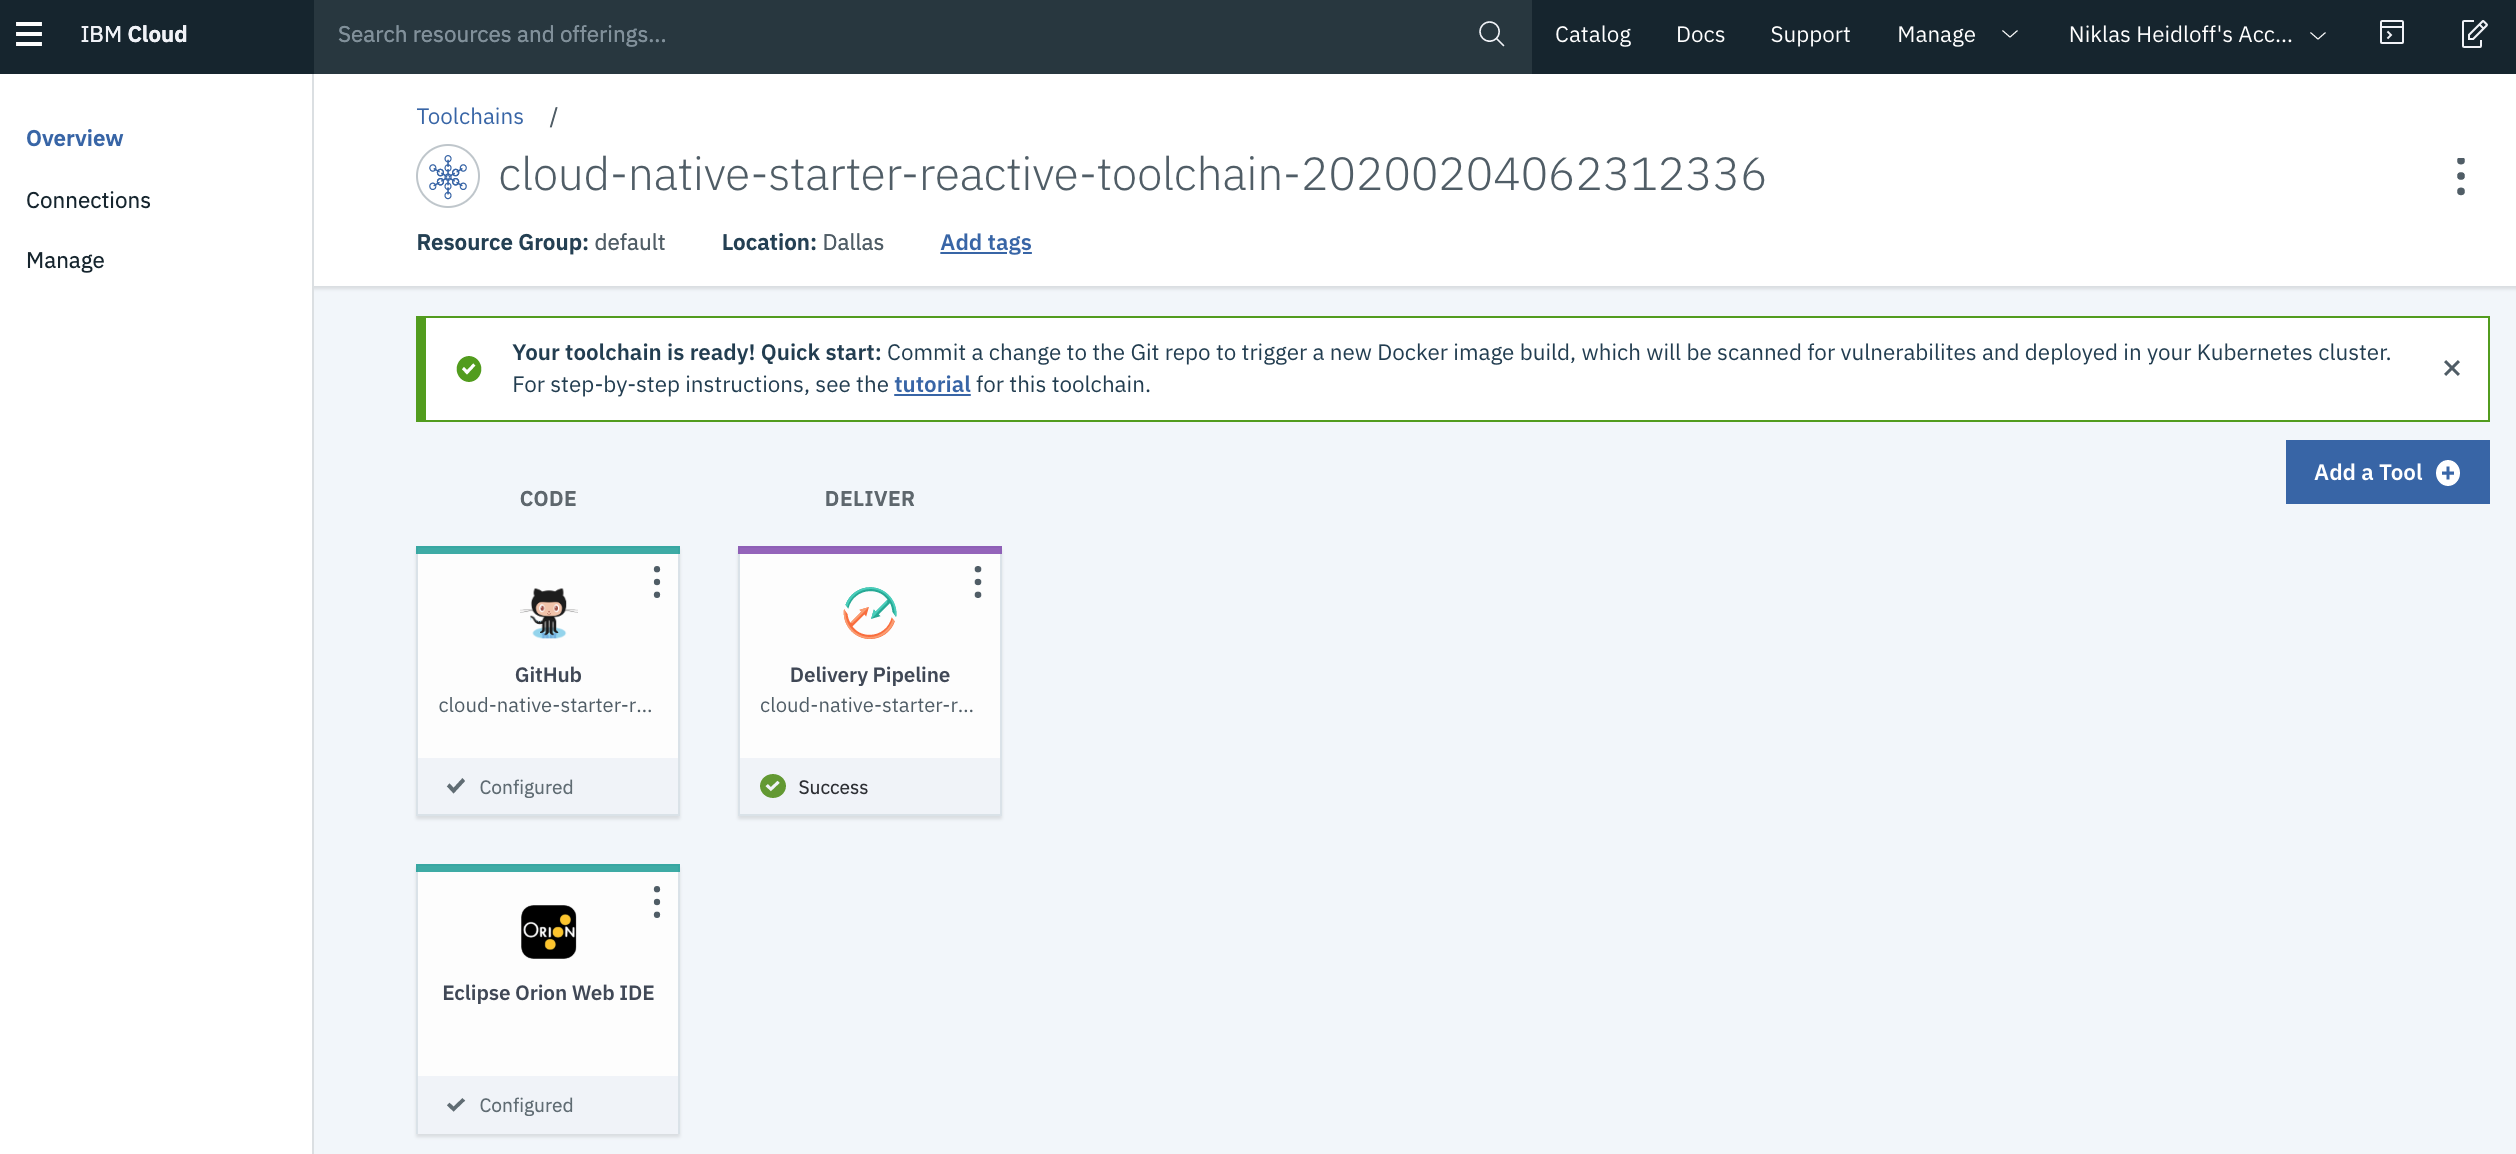 IBM Cloud
Search resources and offerings...
Catalog
Docs
Support
Manage
Niklas Heidloff's Acc...
Overview
Connections
Manage
Toolchains /
cloud-native-starter-reactive-toolchain-20200204062312336
Resource Group: default
Location: Dallas
Add tags
Your toolchain is ready! Quick start: Commit a change to the Git repo to trigger a new Docker image build, which will be scanned for vulnerabilites and deployed in your Kubernetes cluster.
For step-by-step instructions, see the tutorial for this toolchain.
Add a Tool
CODE
DELIVER
GitHub
cloud-native-starter-r...
Configured
Delivery Pipeline
cloud-native-starter-r...
Success
ORION
Eclipse Orion Web IDE
Configured